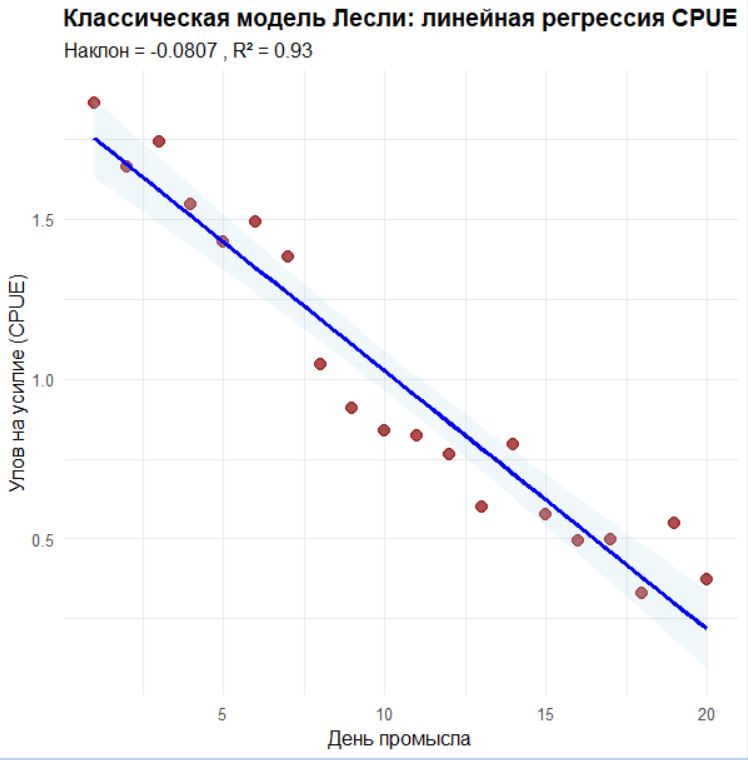 Классическая модель Лесли: линейная регрессия CPUE
Наклон = -0.0807 , R² = 0.93
Улов на усилие (CPUE)
1.5
1.0
0.5
5 10 15 20
День промысла